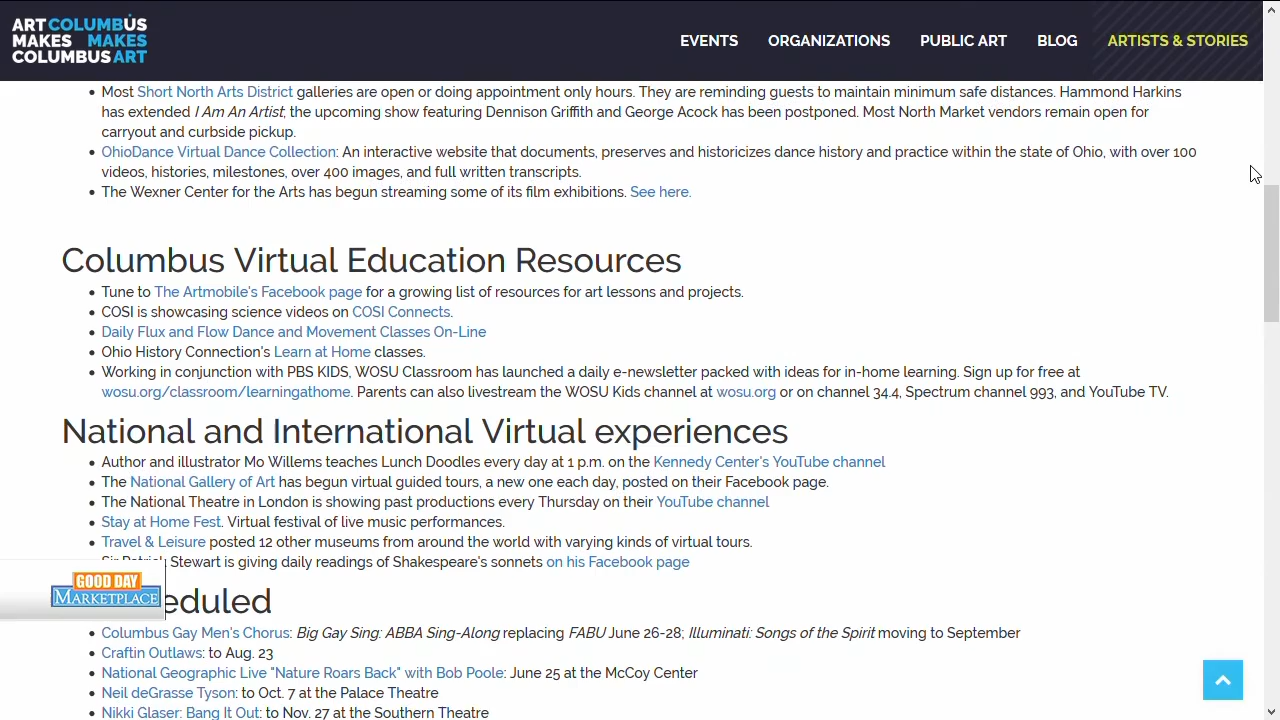 ART COLUMBUS
MAKES MAKES
COLUMBUS ART
EVENTS ORGANIZATIONS PUBLIC ART BLOG ARTISTS & STORIES
Most Short North Arts District galleries are open or doing appointment only hours. They are reminding guests to maintain minimum safe distances. Hammond Harkins
has extended I Am An Artist, the upcoming show featuring Dennison Griffith and George Acock has been postponed. Most North Market vendors remain open for
carryout and curbside pickup.
OhioDance Virtual Dance Collection: An interactive website that documents, preserves and historicizes dance history and practice within the state of Ohio, with over 100
videos, histories, milestones, over 400 images, and full written transcripts.
The Wexner Center for the Arts has begun streaming some of its film exhibitions. See here.
Columbus Virtual Education Resources
Tune to The Artmobile's Facebook page for a growing list of resources for art lessons and projects.
COSI is showcasing science videos on COSI Connects.
Daily Flux and Flow Dance and Movement Classes On-Line
Ohio History Connection's Learn at Home classes.
Working in conjunction with PBS KIDS, WOSU Classroom has launched a daily e-newsletter packed with ideas for in-home learning. Sign up for free at
wosu.org/classroom/learningathome. Parents can also livestream the WOSU Kids channel at wosu.org or on channel 34.4, Spectrum channel 993, and YouTube TV.
National and International Virtual experiences
Author and illustrator Mo Willems teaches Lunch Doodles every day at 1 p.m. on the Kennedy Center's YouTube channel
The National Gallery of Art has begun virtual guided tours, a new one each day, posted on their Facebook page.
The National Theatre in London is showing past productions every Thursday on their YouTube channel
Stay at Home Fest. Virtual festival of live music performances.
Travel & Leisure posted 12 other museums from around the world with varying kinds of virtual tours.
Sir Patrick Stewart is giving daily readings of Shakespeare's sonnets on his Facebook page
GOOD DAY
MARKETPLACE
eduled
Columbus Gay Men's Chorus: Big Gay Sing: ABBA Sing-Along replacing FABU June 26-28; Illuminati: Songs of the Spirit moving to September
Craftin Outlaws: to Aug. 23
National Geographic Live "Nature Roars Back" with Bob Poole: June 25 at the McCoy Center
Neil deGrasse Tyson: to Oct. 7 at the Palace Theatre
Nikki Glaser: Bang It Out: to Nov. 27 at the Southern Theatre